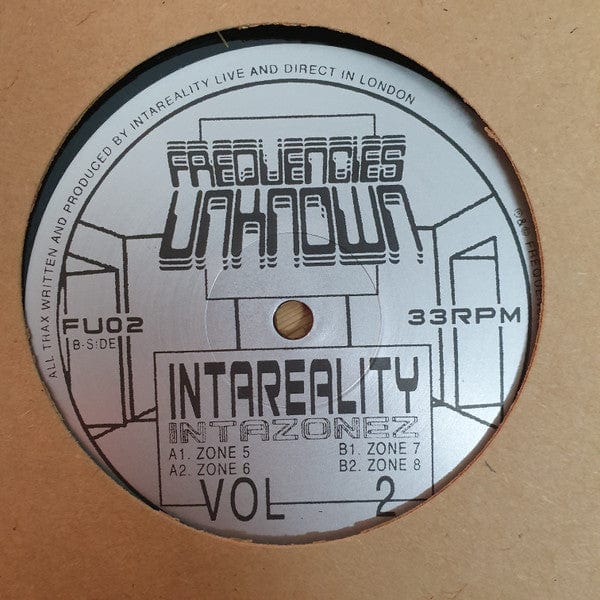 ALL TRAX WRITTEN AND PRODUCED BY INTAREALITY LIVE AND DIRECT IN LONDON
℗&©
FREQUENCIES
UNKNOWN
FU02
B-SIDE
33RPM
INTAREALITY
INTAZONEZ
A1. ZONE 5
A2. ZONE 6
B1. ZONE 7
B2. ZONE 8
VOL 2